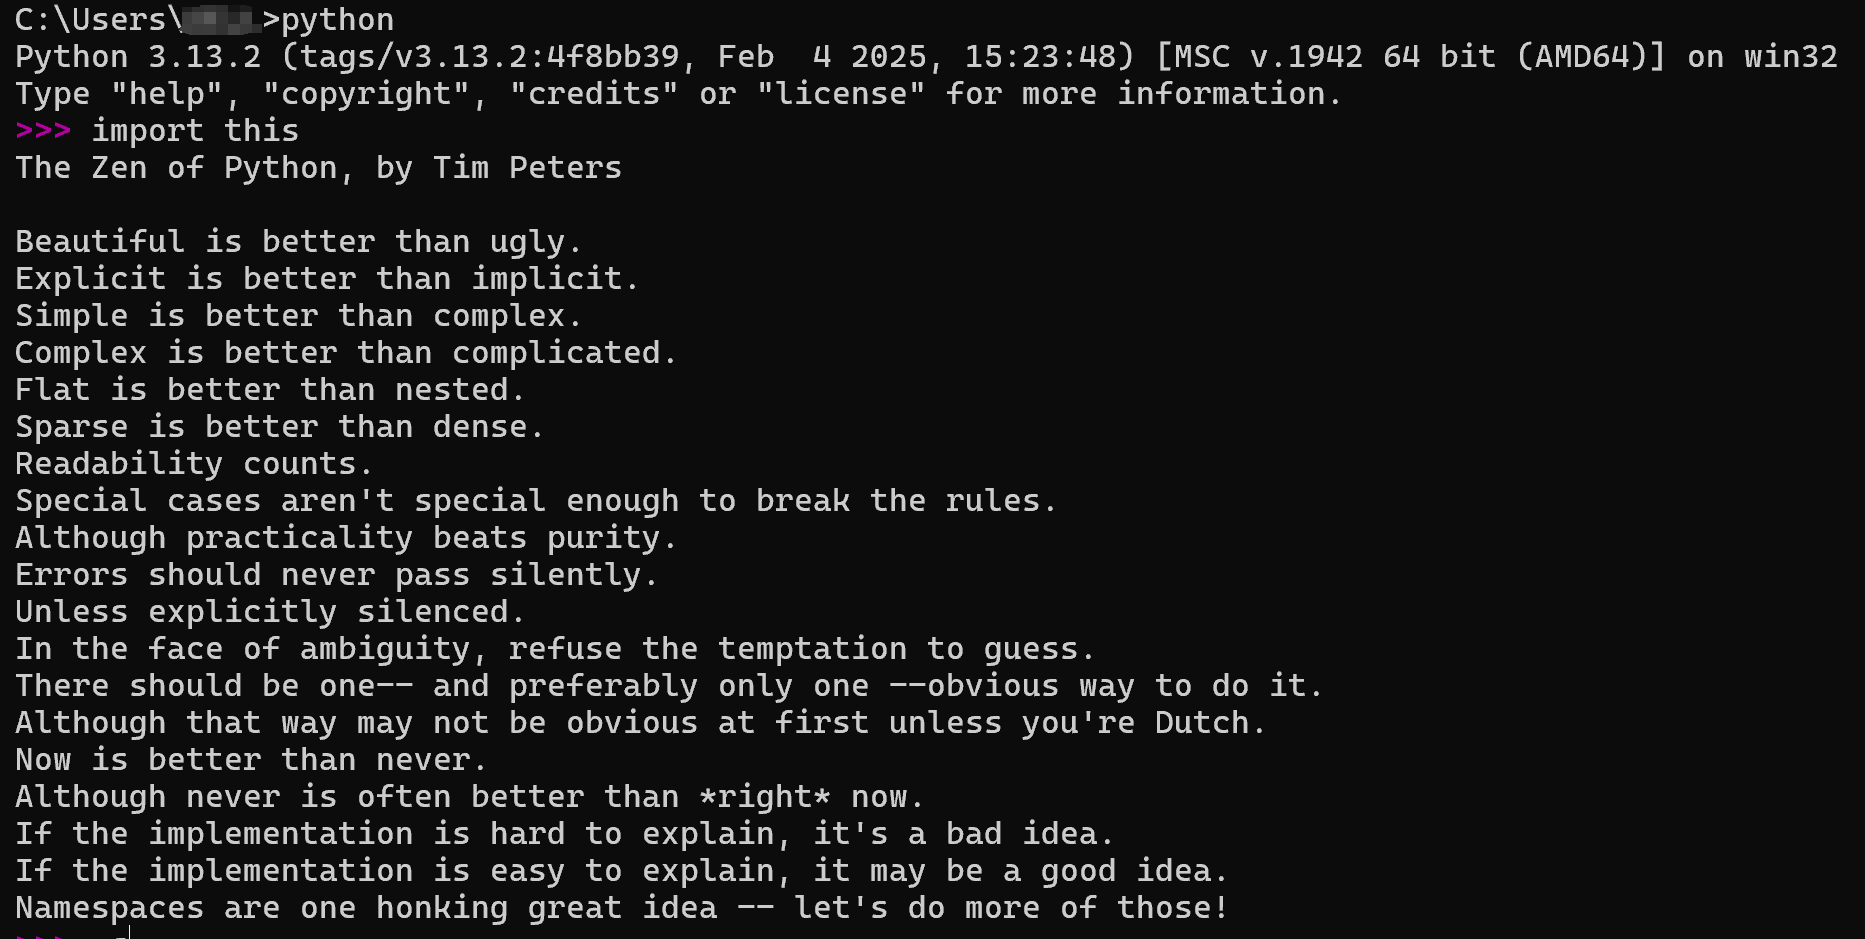 C:\Users\ >python
Python 3.13.2 (tags/v3.13.2:4f8bb39, Feb  4 2025, 15:23:48) [MSC v.1942 64 bit (AMD64)] on win32
Type "help", "copyright", "credits" or "license" for more information.
>>> import this
The Zen of Python, by Tim Peters

Beautiful is better than ugly.
Explicit is better than implicit.
Simple is better than complex.
Complex is better than complicated.
Flat is better than nested.
Sparse is better than dense.
Readability counts.
Special cases aren't special enough to break the rules.
Although practicality beats purity.
Errors should never pass silently.
Unless explicitly silenced.
In the face of ambiguity, refuse the temptation to guess.
There should be one-- and preferably only one --obvious way to do it.
Although that way may not be obvious at first unless you're Dutch.
Now is better than never.
Although never is often better than *right* now.
If the implementation is hard to explain, it's a bad idea.
If the implementation is easy to explain, it may be a good idea.
Namespaces are one honking great idea -- let's do more of those!
>>>